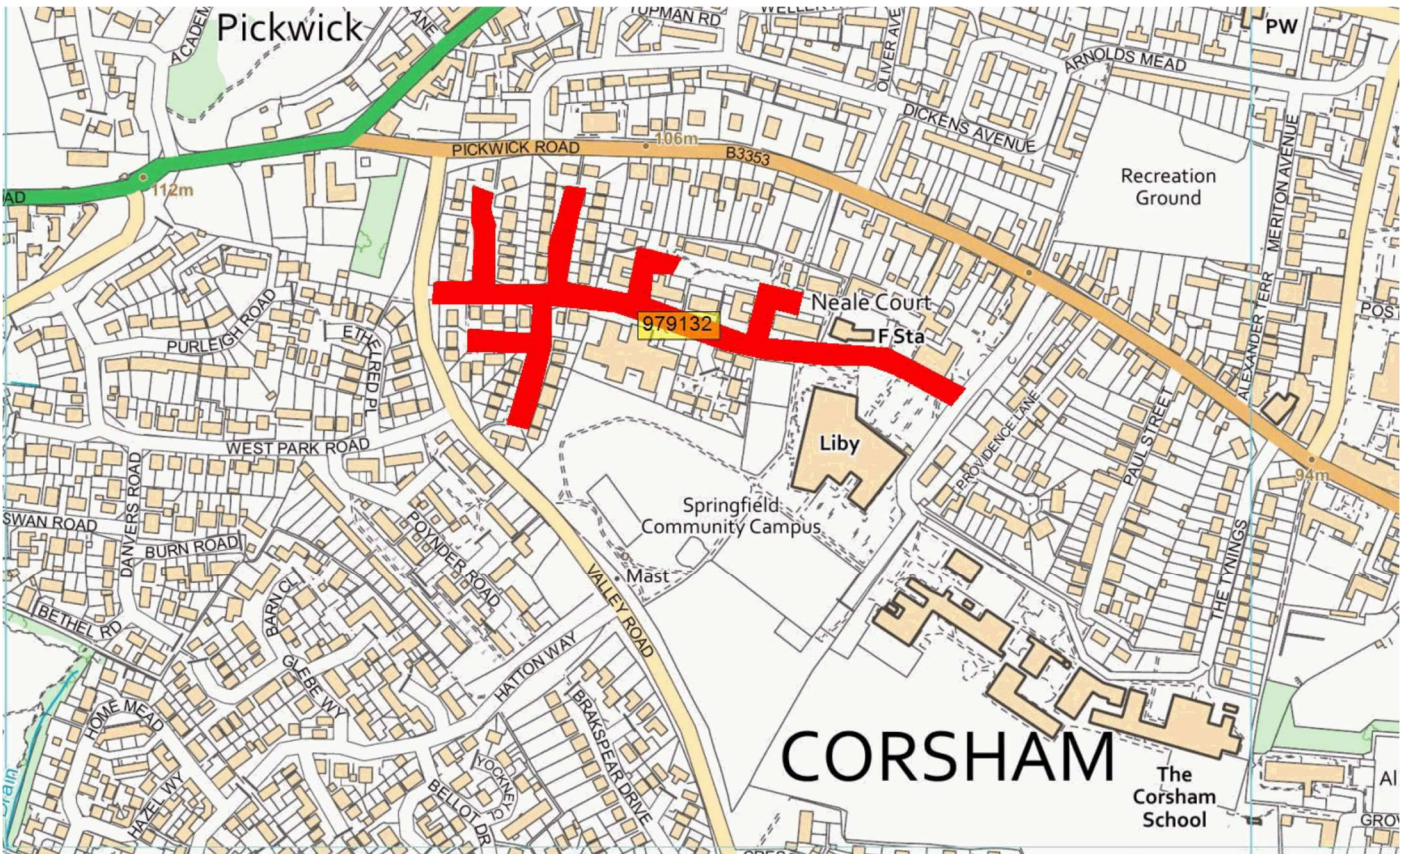 Pickwick
TUPMAN RD
PW
OLIVER AVE
ARNOLDS MEAD
DICKENS AVENUE
PICKWICK ROAD
106m
B3353
Recreation
Ground
MERITON AVENUE
112m
AD
PURLEIGH ROAD
ETHELRED PL
979132
Neale Court
F Sta
ALEXANDER TERR
POST
PROVIDENCE LANE
PAUL STREET
WEST PARK ROAD
Liby
94m
DANVERS ROAD
SWAN ROAD
BURN ROAD
POYNDER ROAD
Springfield
Community Campus
Mast
THE TYNINGS
BETHEL RD
BARN CL
VALLEY ROAD
HATTON WAY
GLEBE WY
HOME MEAD
BRAKSPEAR DRIVE
CORSHAM
The
Corsham
School
Drain
HAZEL WY
YOCKNEY CL
BELLOT DR
Al
GRO